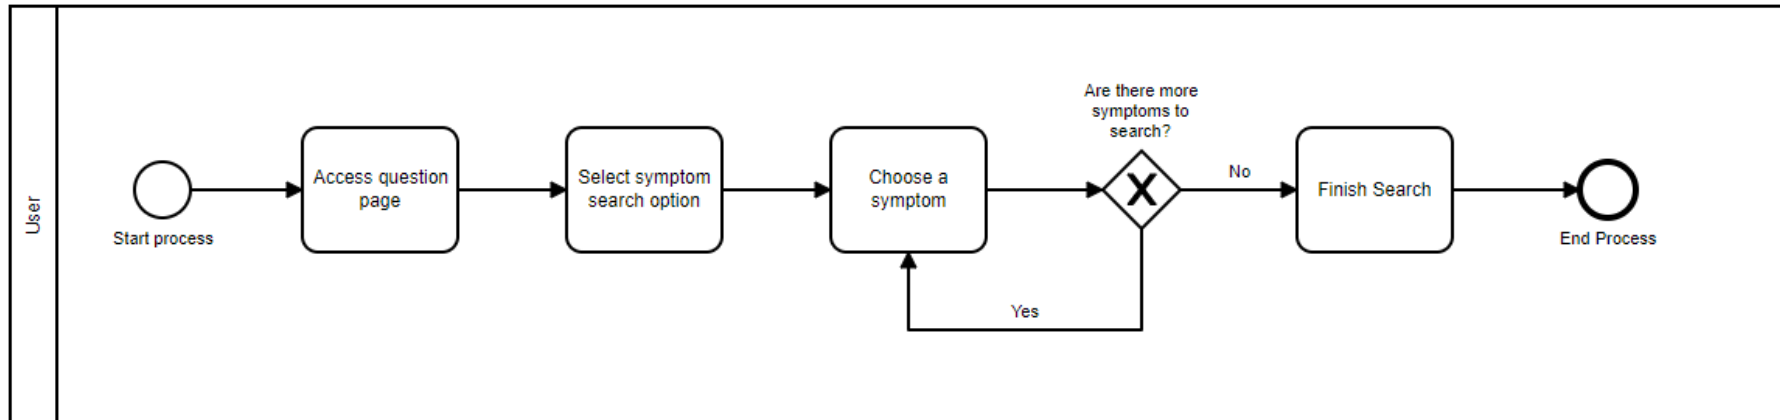 User
Start process
Access question
page
Select symptom
search option
Choose a
symptom
Are there more
symptoms to
search?
X
Yes
No
Finish Search
End Process